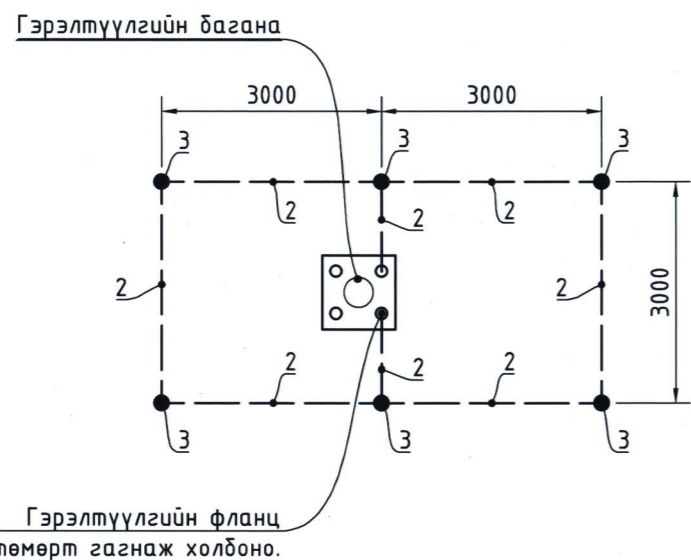 Гэрэлтүүлгийн багана
3000 3000
3 3 3
2 2
2
2 2
3000
2 2
2
3 3 3
Гэрэлтүүлгийн фланц
төмөрт гагнаж холбоно.